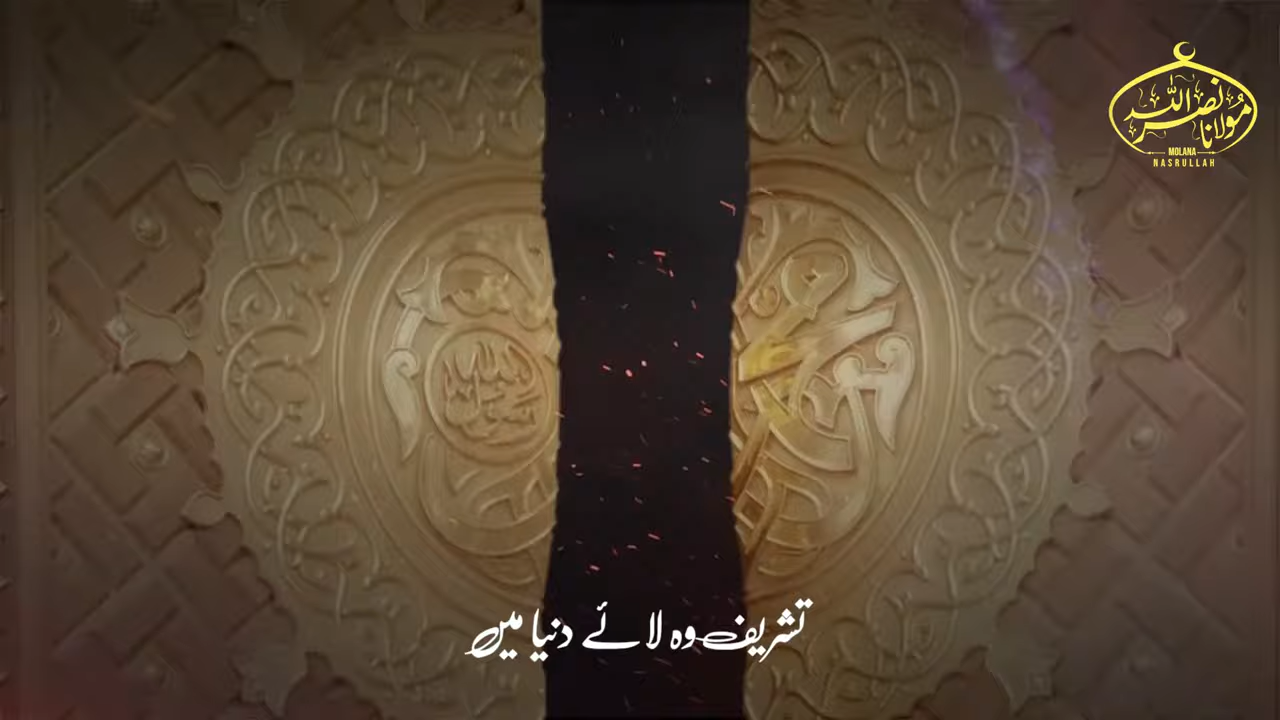 مولانا نصر اللہ
MOLANA
NASRULLAH
تشریف وہ لائے دنیا میں